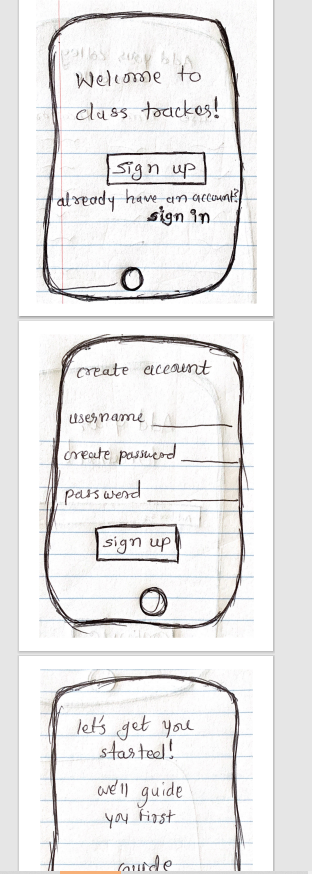 Welcome to
class tracker!
sign up
already have an account?
sign in
create account
username
create password
password
sign up
let's get you
started!
we'll guide
you first
Guide